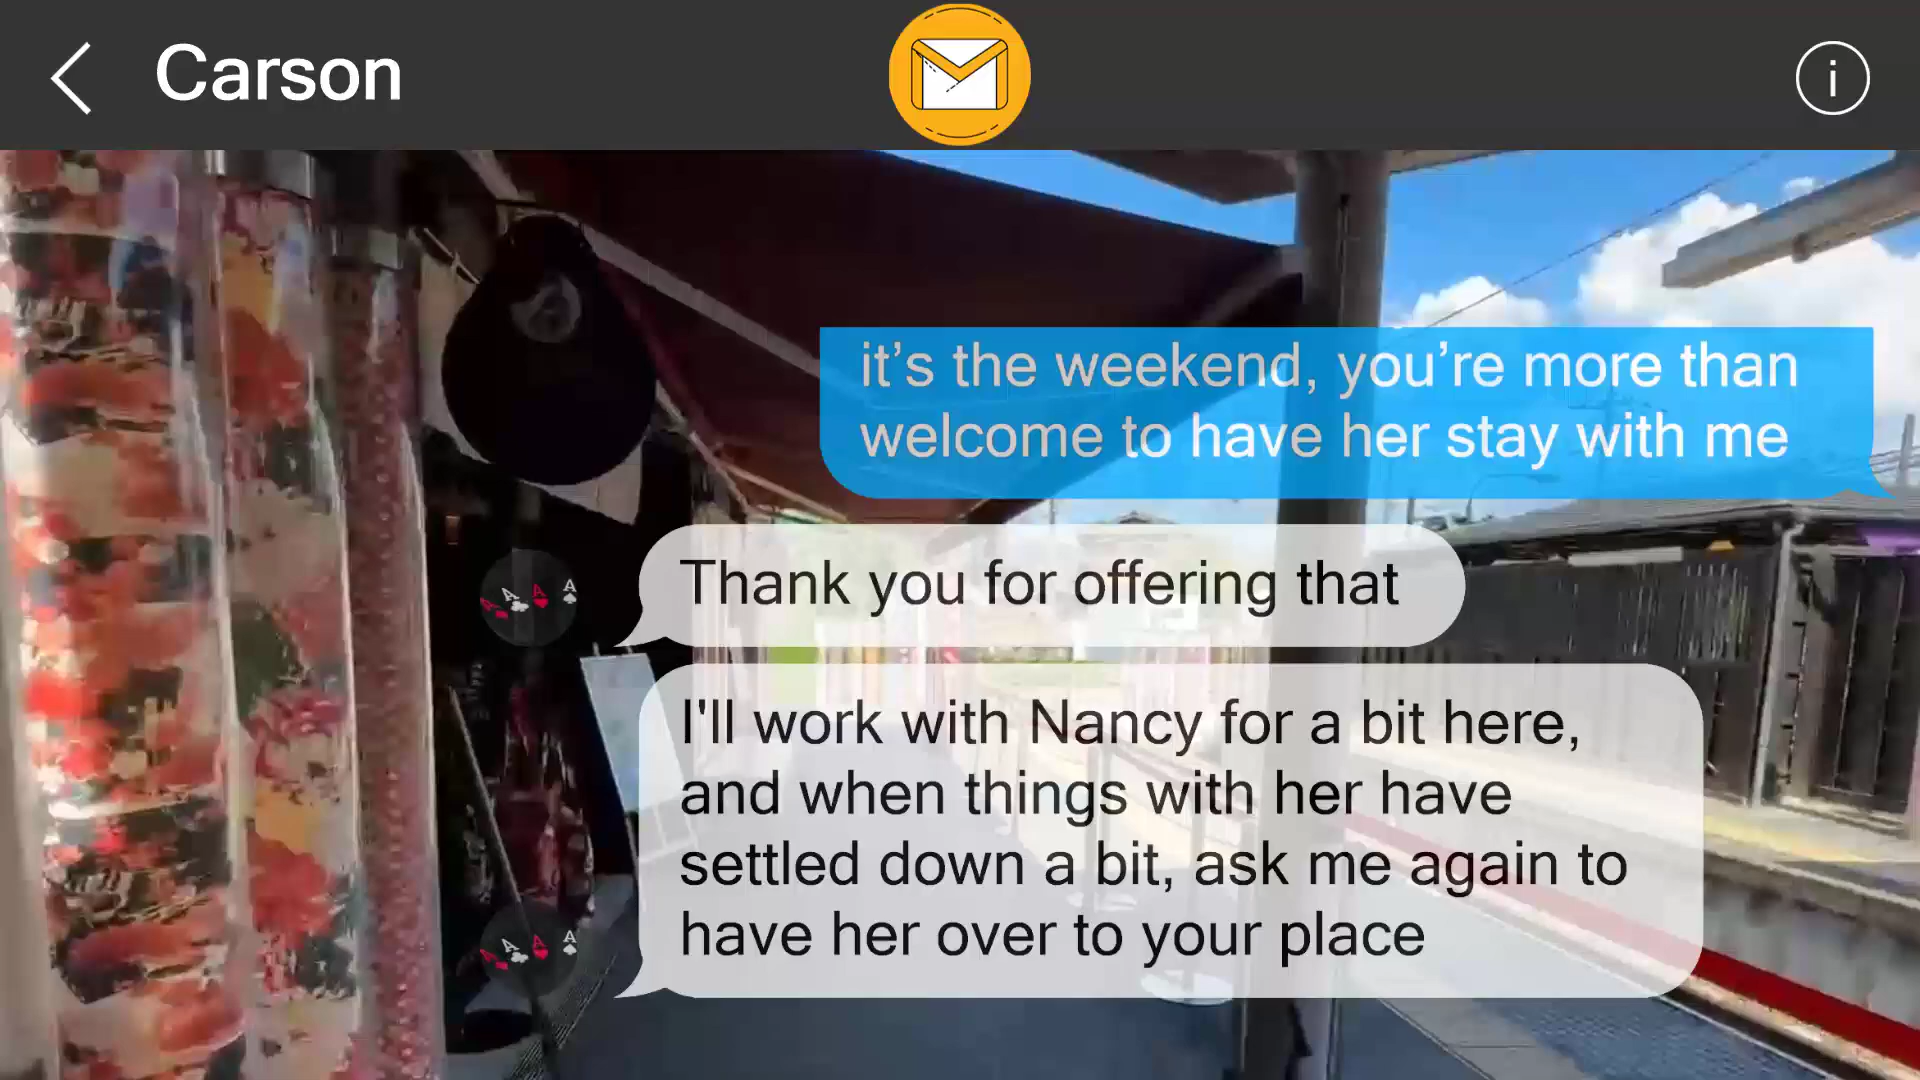 Carson
i
it’s the weekend, you’re more than
welcome to have her stay with me
Thank you for offering that
A A A A
I'll work with Nancy for a bit here,
and when things with her have
settled down a bit, ask me again to
have her over to your place
A A A A